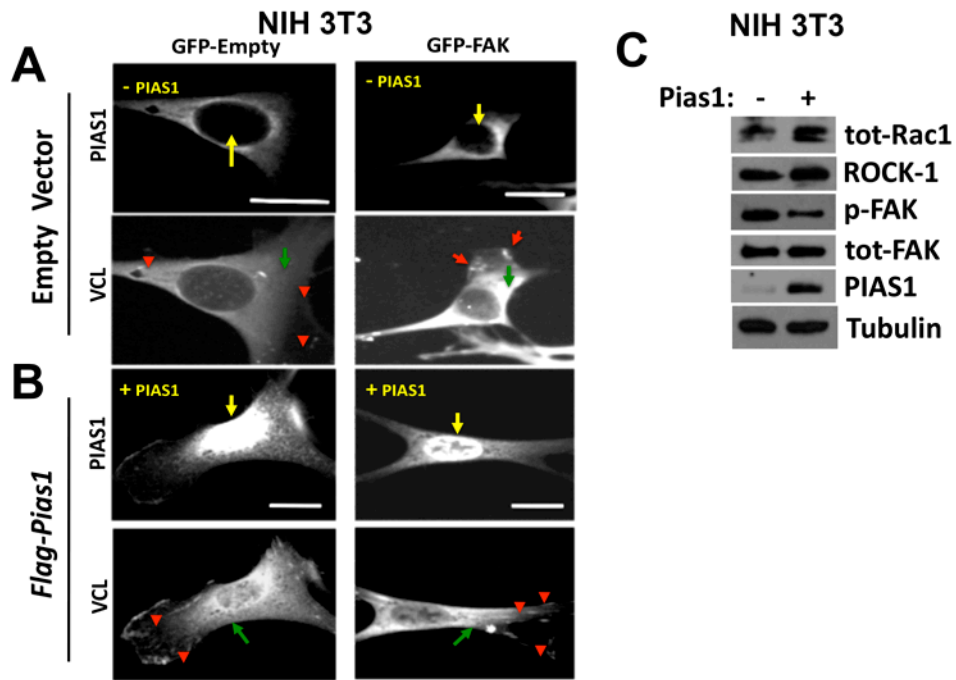 NIH 3T3
GFP-Empty
GFP-FAK
A
Empty Vector
PIAS1
- PIAS1
- PIAS1
VCL
B
Flag-Pias1
PIAS1
+ PIAS1
+ PIAS1
VCL
NIH 3T3
C
Pias1: - +
tot-Rac1
ROCK-1
p-FAK
tot-FAK
PIAS1
Tubulin